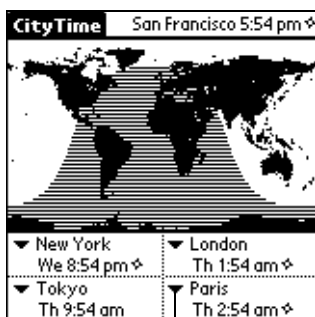 CityTime San Francisco 5:54 pm
New York London
We 8:54 pm Th 1:54 am
Tokyo Paris
Th 9:54 am Th 2:54 am